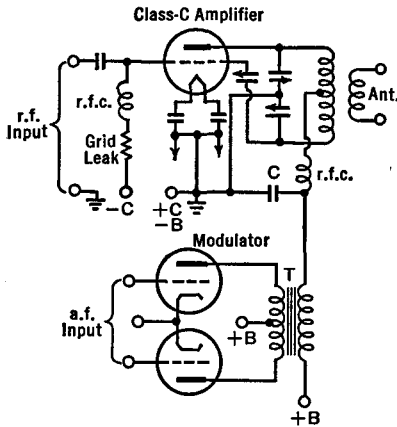 Class-C Amplifier
r.f.
Input
r.f.c.
Grid
Leak
-C
+C
-B
C
r.f.c.
Ant.
Modulator
a.f.
Input
T
+B
+B